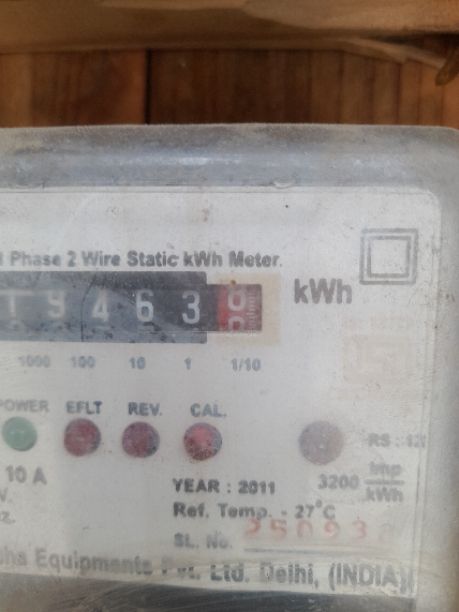 Phase 2 Wire Static kWh Meter.
9 4 6 3 kWh
1000 100 10 1 1/10
POWER EFLT REV. CAL.
10 A
3200 imp/kWh
YEAR : 2011
Ref. Temp. - 27°C
SL. No.
Equipments Pvt. Ltd. Delhi, (INDIA)